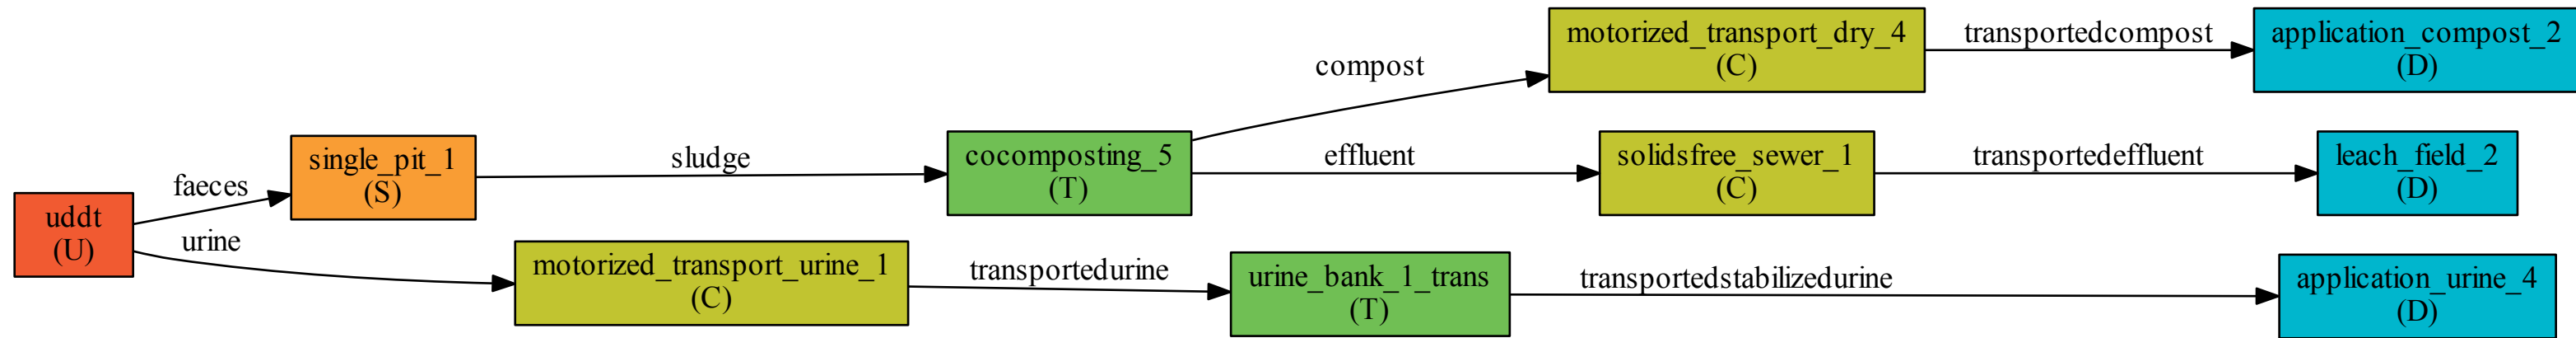 uddt
(U)
faeces
urine
single_pit_1
(S)
sludge
motorized_transport_urine_1
(C)
transportedurine
cocomposting_5
(T)
compost
effluent
urine_bank_1_trans
(T)
transportedstabilizedurine
motorized_transport_dry_4
(C)
transportedcompost
solidsfree_sewer_1
(C)
transportedeffluent
application_compost_2
(D)
leach_field_2
(D)
application_urine_4
(D)